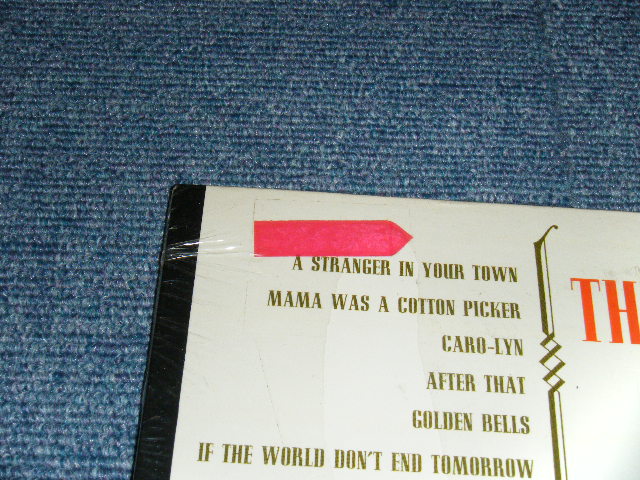 A STRANGER IN YOUR TOWN
MAMA WAS A COTTON PICKER
CARO-LYN
AFTER THAT
GOLDEN BELLS
IF THE WORLD DON'T END TOMORROW
TH